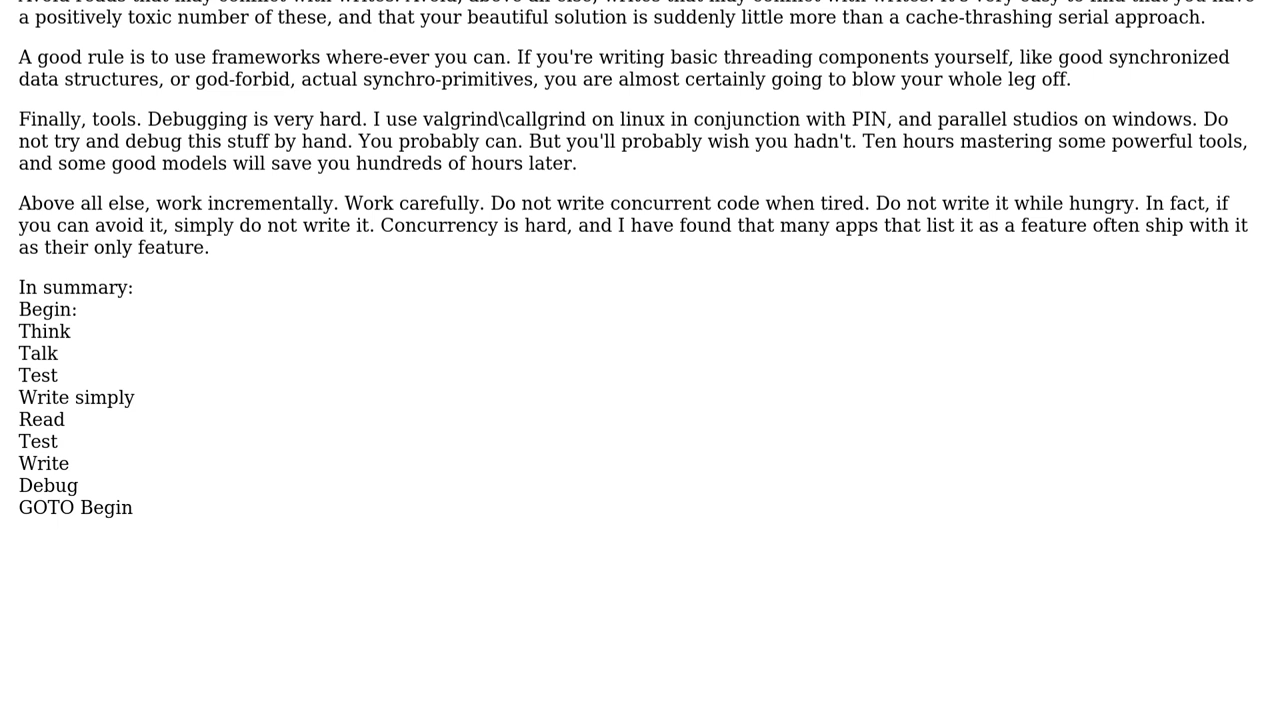 a positively toxic number of these, and that your beautiful solution is suddenly little more than a cache-thrashing serial approach.
A good rule is to use frameworks where-ever you can. If you're writing basic threading components yourself, like good synchronized
data structures, or god-forbid, actual synchro-primitives, you are almost certainly going to blow your whole leg off.
Finally, tools. Debugging is very hard. I use valgrind\callgrind on linux in conjunction with PIN, and parallel studios on windows. Do
not try and debug this stuff by hand. You probably can. But you'll probably wish you hadn't. Ten hours mastering some powerful tools,
and some good models will save you hundreds of hours later.
Above all else, work incrementally. Work carefully. Do not write concurrent code when tired. Do not write it while hungry. In fact, if
you can avoid it, simply do not write it. Concurrency is hard, and I have found that many apps that list it as a feature often ship with it
as their only feature.
In summary:
Begin:
Think
Talk
Test
Write simply
Read
Test
Write
Debug
GOTO Begin